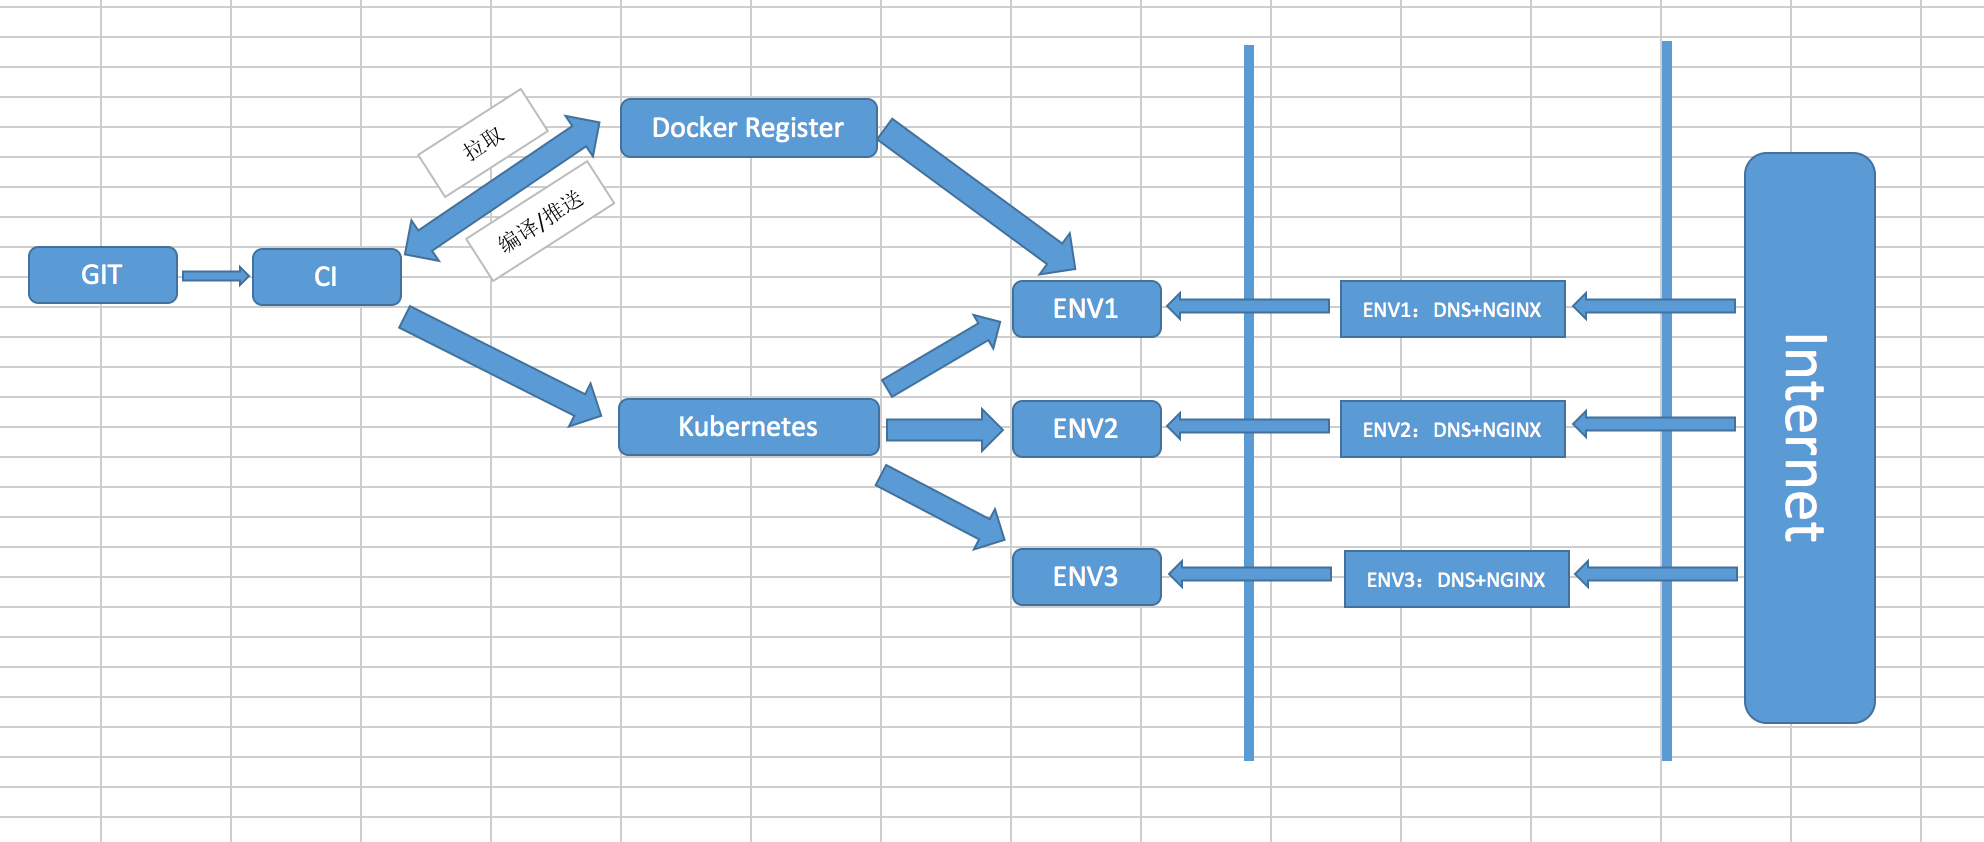 拉取
Docker Register
编译/推送
GIT
CI
ENV1
ENV1：DNS+NGINX
Kubernetes
ENV2
ENV2：DNS+NGINX
ENV3
ENV3：DNS+NGINX
Internet